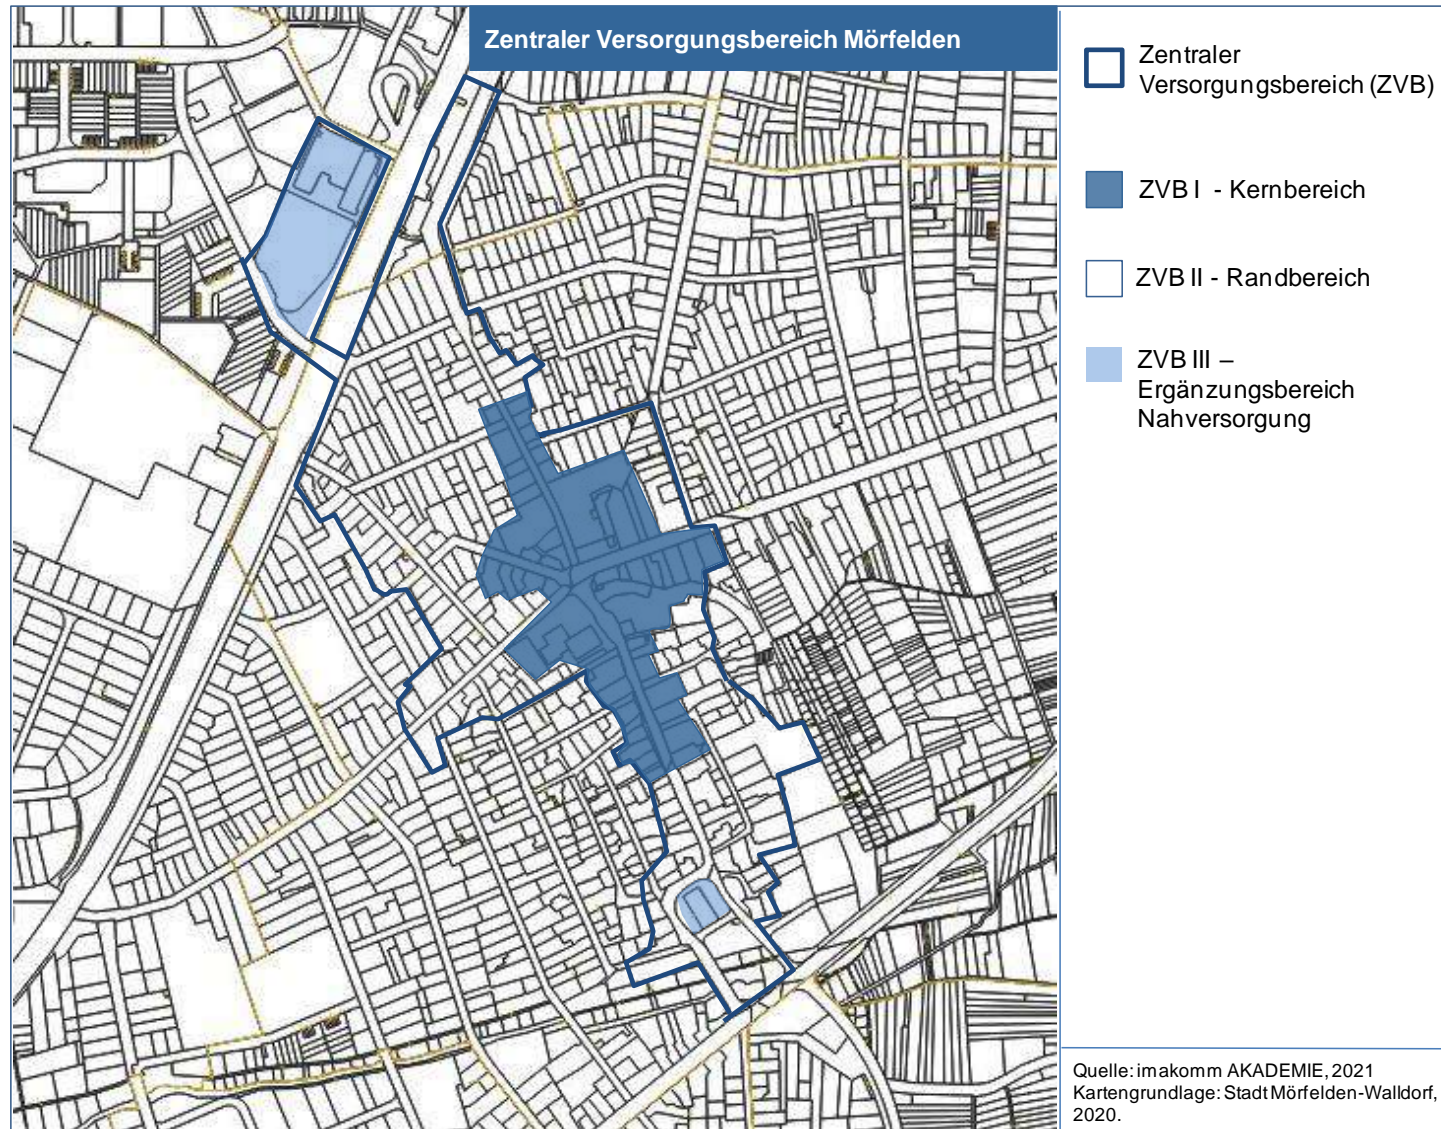 Zentraler Versorgungsbereich Mörfelden
Zentraler
Versorgungsbereich (ZVB)
ZVB I - Kernbereich
ZVB II - Randbereich
ZVB III –
Ergänzungsbereich
Nahversorgung
Quelle: imakomm AKADEMIE, 2021
Kartengrundlage: Stadt Mörfelden-Walldorf,
2020.